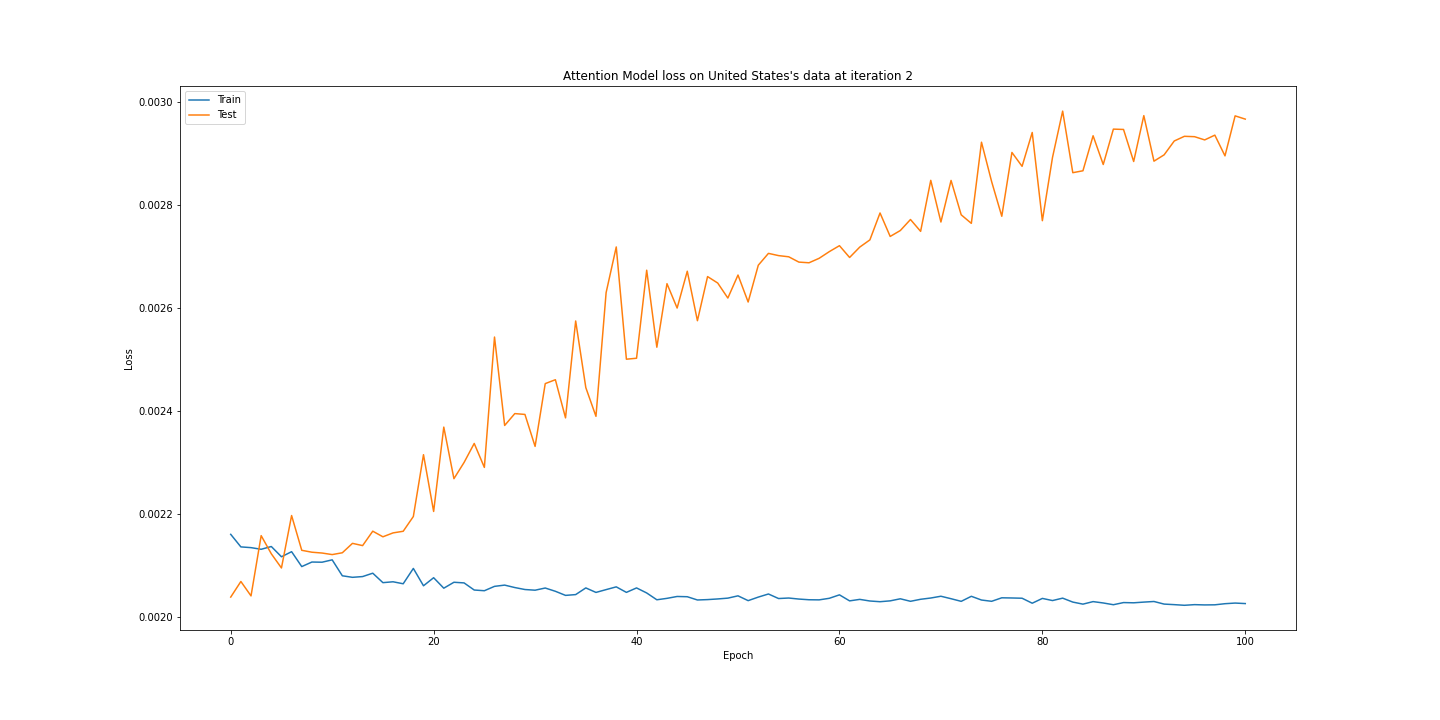 Attention Model loss on United States's data at iteration 2
Train
Test
0.0030
0.0028
0.0026
0.0024
0.0022
0.0020
Loss
0 20 40 60 80 100
Epoch